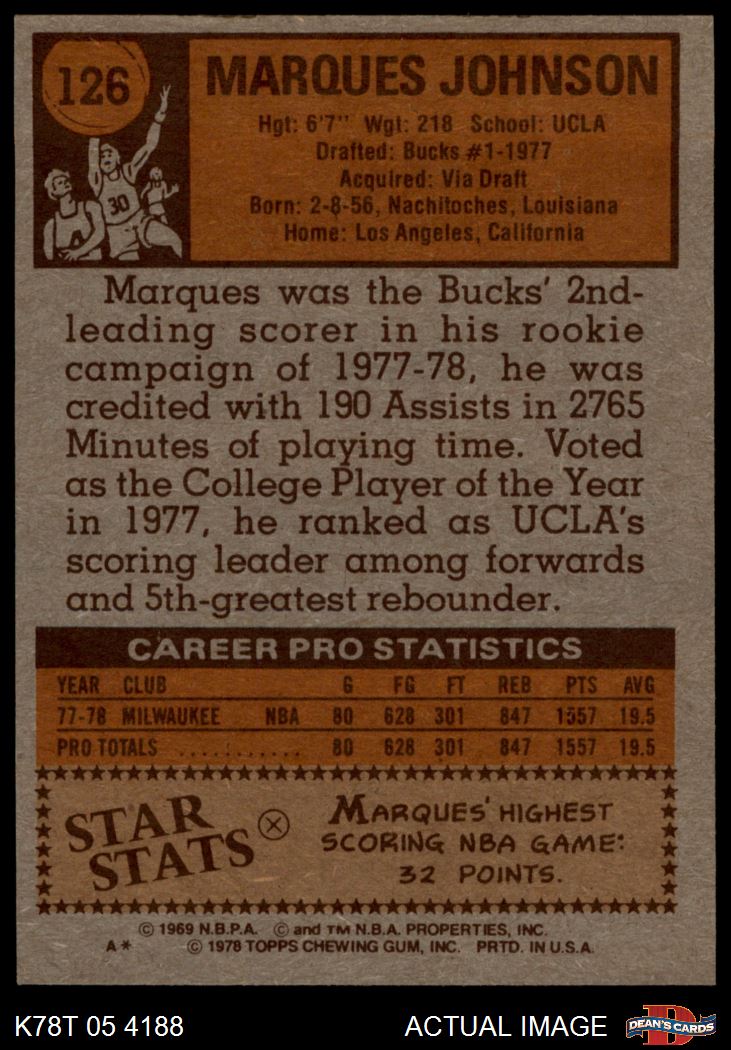 126
MARQUES JOHNSON
Hgt: 6'7" Wgt: 218 School: UCLA
Drafted: Bucks #1-1977
Acquired: Via Draft
Born: 2-8-56, Nachitoches, Louisiana
Home: Los Angeles, California
30
Marques was the Bucks' 2nd-
leading scorer in his rookie
campaign of 1977-78, he was
credited with 190 Assists in 2765
Minutes of playing time. Voted
as the College Player of the Year
in 1977, he ranked as UCLA's
scoring leader among forwards
and 5th-greatest rebounder.
CAREER PRO STATISTICS
YEAR CLUB G FG FT REB PTS AVG
77-78 MILWAUKEE NBA 80 628 301 847 1557 19.5
PRO TOTALS ............ 80 628 301 847 1557 19.5
STAR
STATS
MARQUES' HIGHEST
SCORING NBA GAME:
32 POINTS.
© 1969 N.B.P.A. © and TM N.B.A. PROPERTIES, INC.
A* © 1978 TOPPS CHEWING GUM, INC. PRTD. IN U.S.A.
K78T 05 4188
ACTUAL IMAGE
DEAN'S CARDS